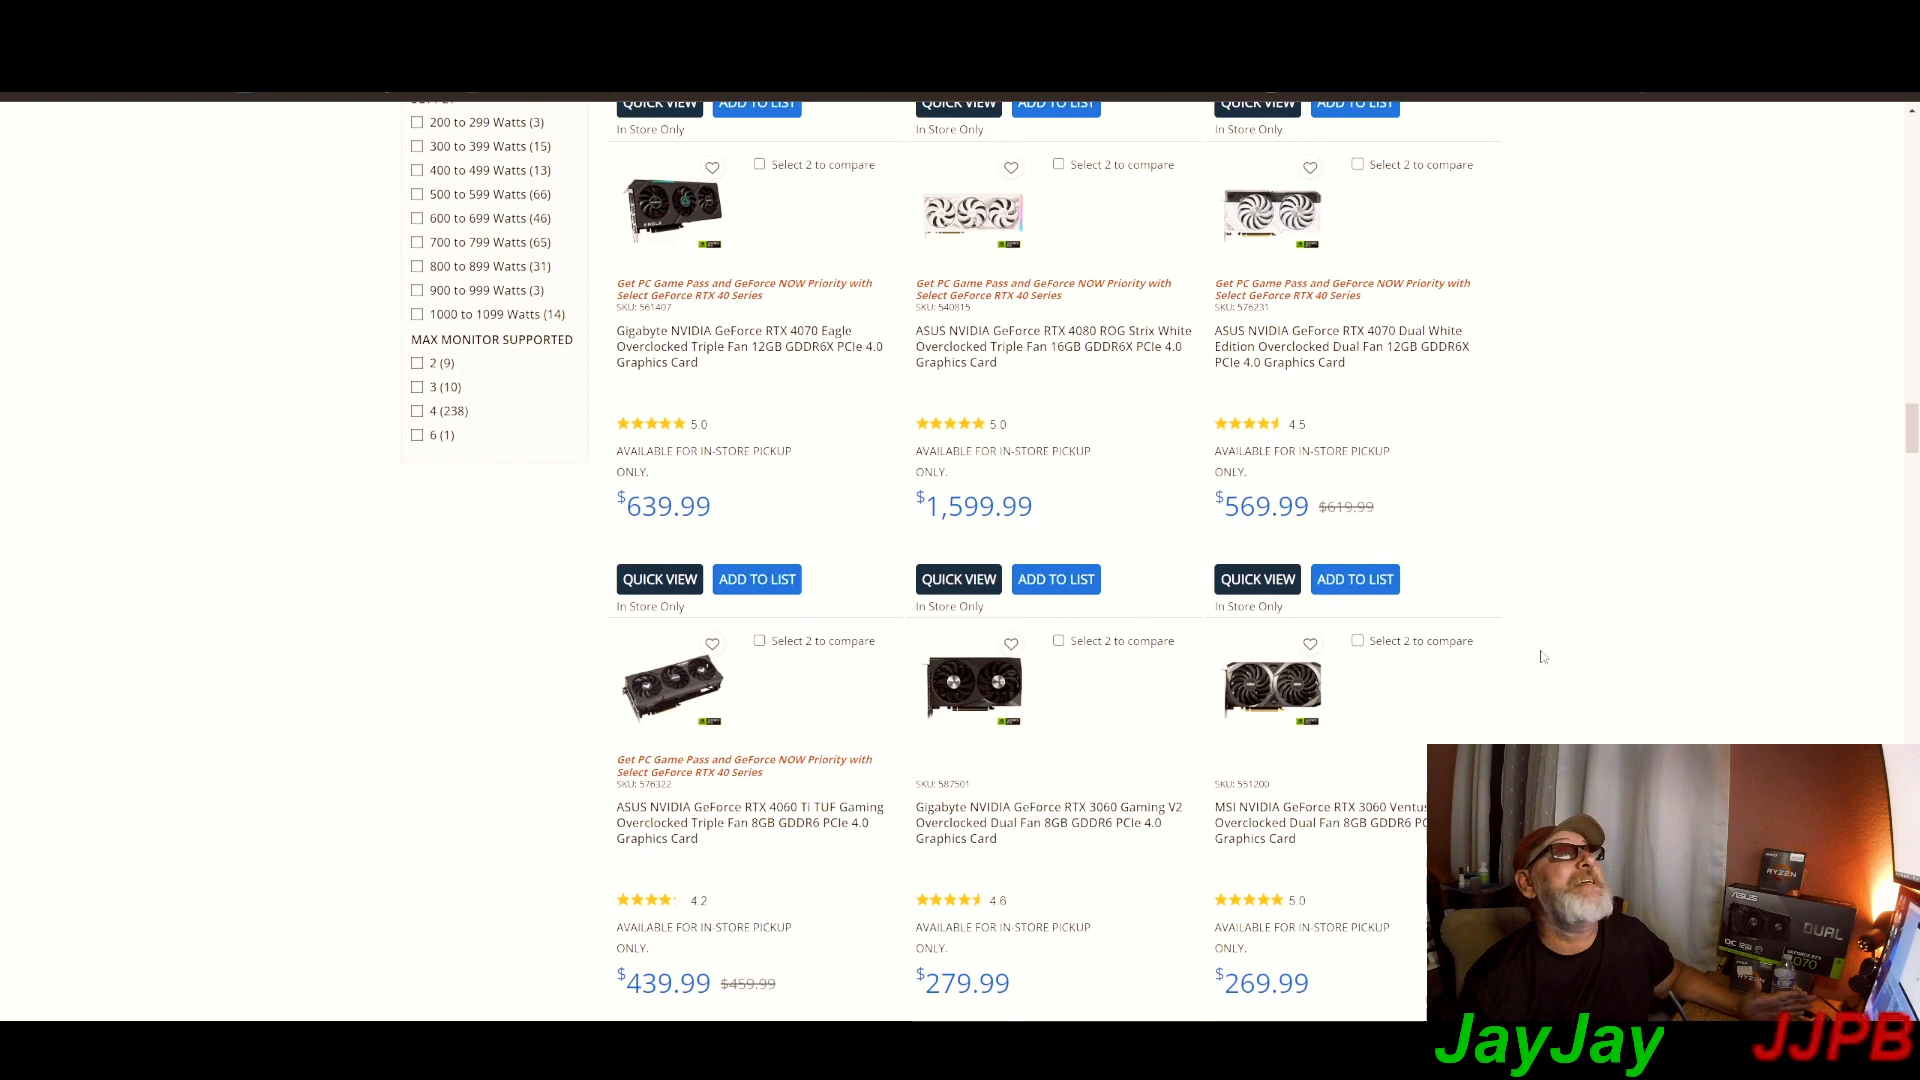 QUICK VIEW ADD TO LIST
In Store Only
QUICK VIEW ADD TO LIST
In Store Only
QUICK VIEW ADD TO LIST
In Store Only
200 to 299 Watts (3)
300 to 399 Watts (15)
400 to 499 Watts (13)
500 to 599 Watts (66)
600 to 699 Watts (46)
700 to 799 Watts (65)
800 to 899 Watts (31)
900 to 999 Watts (3)
1000 to 1099 Watts (14)
MAX MONITOR SUPPORTED
2 (9)
3 (10)
4 (238)
6 (1)
Select 2 to compare
Get PC Game Pass and GeForce NOW Priority with
Select GeForce RTX 40 Series
SKU: 561407
Gigabyte NVIDIA GeForce RTX 4070 Eagle
Overclocked Triple Fan 12GB GDDR6X PCIe 4.0
Graphics Card
5.0
AVAILABLE FOR IN-STORE PICKUP
ONLY.
$639.99
QUICK VIEW ADD TO LIST
In Store Only
Select 2 to compare
Get PC Game Pass and GeForce NOW Priority with
Select GeForce RTX 40 Series
SKU: 540815
ASUS NVIDIA GeForce RTX 4080 ROG Strix White
Overclocked Triple Fan 16GB GDDR6X PCIe 4.0
Graphics Card
5.0
AVAILABLE FOR IN-STORE PICKUP
ONLY.
$1,599.99
QUICK VIEW ADD TO LIST
In Store Only
Select 2 to compare
Get PC Game Pass and GeForce NOW Priority with
Select GeForce RTX 40 Series
SKU: 576231
ASUS NVIDIA GeForce RTX 4070 Dual White
Edition Overclocked Dual Fan 12GB GDDR6X
PCIe 4.0 Graphics Card
4.5
AVAILABLE FOR IN-STORE PICKUP
ONLY.
$569.99 $619.99
QUICK VIEW ADD TO LIST
In Store Only
Select 2 to compare
Get PC Game Pass and GeForce NOW Priority with
Select GeForce RTX 40 Series
SKU: 576322
ASUS NVIDIA GeForce RTX 4060 Ti TUF Gaming
Overclocked Triple Fan 8GB GDDR6 PCIe 4.0
Graphics Card
4.2
AVAILABLE FOR IN-STORE PICKUP
ONLY.
$439.99 $459.99
Select 2 to compare
SKU: 587501
Gigabyte NVIDIA GeForce RTX 3060 Gaming V2
Overclocked Dual Fan 8GB GDDR6 PCIe 4.0
Graphics Card
4.6
AVAILABLE FOR IN-STORE PICKUP
ONLY.
$279.99
Select 2 to compare
SKU: 551200
MSI NVIDIA GeForce RTX 3060 Ventus
Overclocked Dual Fan 8GB GDDR6 PC
Graphics Card
5.0
AVAILABLE FOR IN-STORE PICKUP
ONLY.
$269.99
RYZEN
ASUS
DUAL
JayJay
JJPB